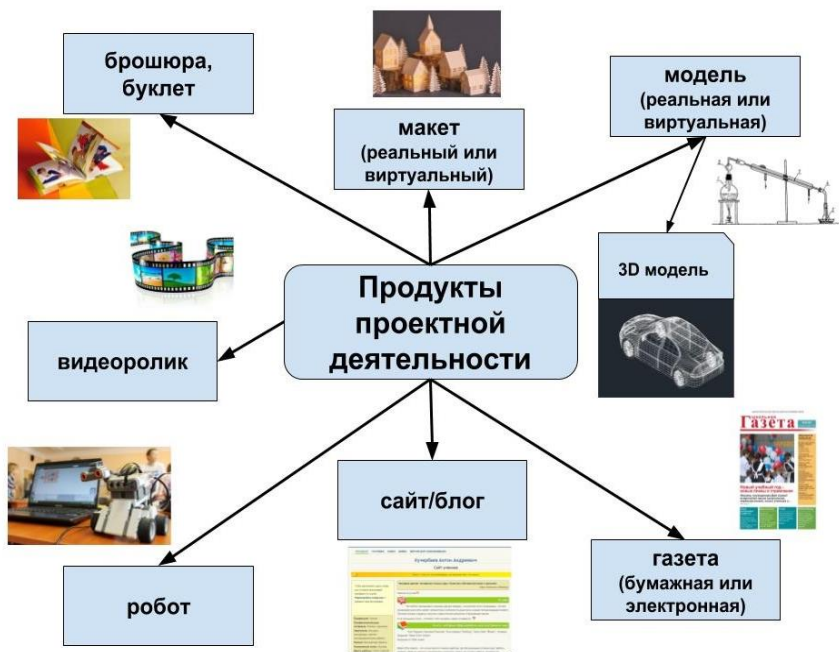 брошюра,
буклет
макет
(реальный или
виртуальный)
модель
(реальная или
виртуальная)
3D модель
Продукты
проектной
деятельности
видеоролик
Газета
сайт/блог
робот
газета
(бумажная или
электронная)